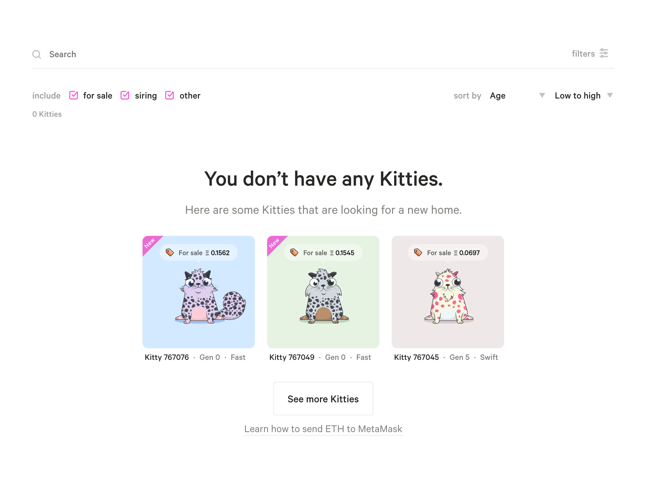 Search
filters
include for sale siring other
sort by Age Low to high
0 Kitties
You don’t have any Kitties.
Here are some Kitties that are looking for a new home.
New
For sale Ξ 0.1562
New
For sale Ξ 0.1545
For sale Ξ 0.0697
Kitty 767076 · Gen 0 · Fast
Kitty 767049 · Gen 0 · Fast
Kitty 767045 · Gen 5 · Swift
See more Kitties
Learn how to send ETH to MetaMask